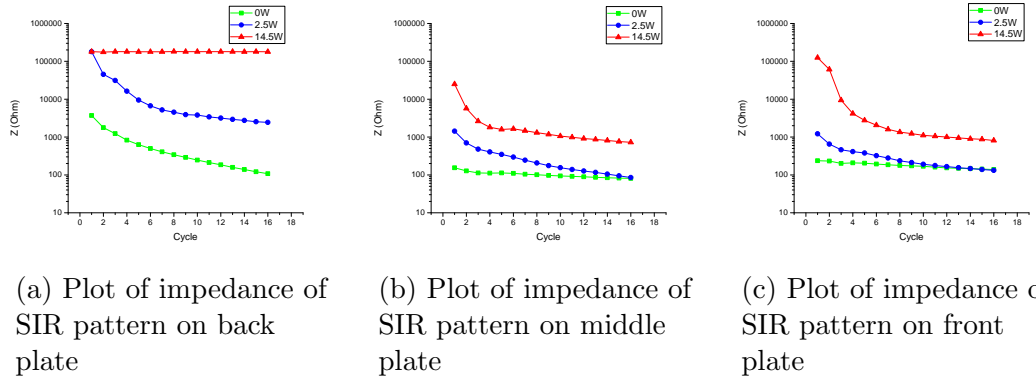 0W
2.5W
14.5W
1000000
100000
10000
1000
100
10
Z (Ohm)
0 2 4 6 8 10 12 14 16 18
Cycle
(a) Plot of impedance of
SIR pattern on back
plate
0W
2.5W
14.5W
1000000
100000
10000
1000
100
10
Z (Ohm)
0 2 4 6 8 10 12 14 16 18
Cycle
(b) Plot of impedance of
SIR pattern on middle
plate
0W
2.5W
14.5W
1000000
100000
10000
1000
100
10
Z (Ohm)
0 2 4 6 8 10 12 14 16 18
Cycle
(c) Plot of impedance o
SIR pattern on front
plate